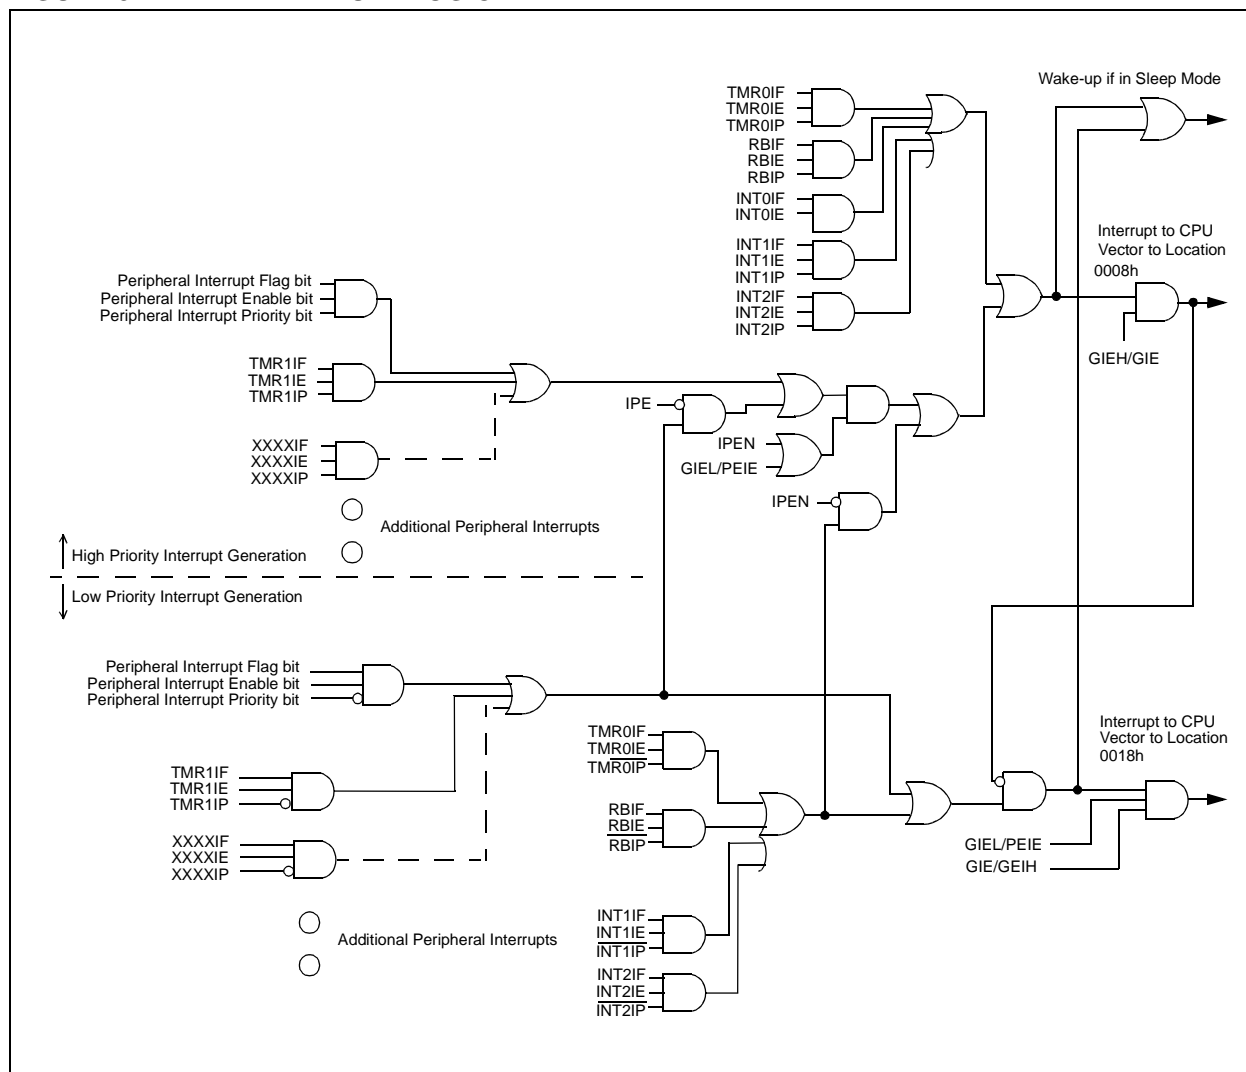 Wake-up if in Sleep Mode
TMR0IF
TMR0IE
TMR0IP
RBIF
RBIE
RBIP
INT0IF
INT0IE
INT1IF
INT1IE
INT1IP
INT2IF
INT2IE
INT2IP
Interrupt to CPU
Vector to Location
0008h
GIEH/GIE
Peripheral Interrupt Flag bit
Peripheral Interrupt Enable bit
Peripheral Interrupt Priority bit
TMR1IF
TMR1IE
TMR1IP
XXXXIF
XXXXIE
XXXXIP
IPE
IPEN
GIEL/PEIE
IPEN
Additional Peripheral Interrupts
High Priority Interrupt Generation
Low Priority Interrupt Generation
Peripheral Interrupt Flag bit
Peripheral Interrupt Enable bit
Peripheral Interrupt Priority bit
TMR1IF
TMR1IE
TMR1IP
XXXXIF
XXXXIE
XXXXIP
Additional Peripheral Interrupts
TMR0IF
TMR0IE
TMR0IP
RBIF
RBIE
RBIP
INT1IF
INT1IE
INT1IP
INT2IF
INT2IE
INT2IP
Interrupt to CPU
Vector to Location
0018h
GIEL/PEIE
GIE/GEIH